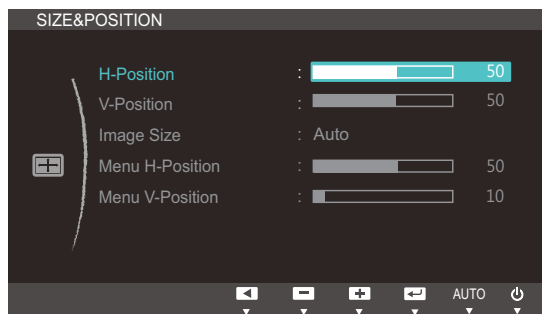 SIZE&POSITION
H-Position : 50
V-Position : 50
Image Size : Auto
Menu H-Position : 50
Menu V-Position : 10
AUTO